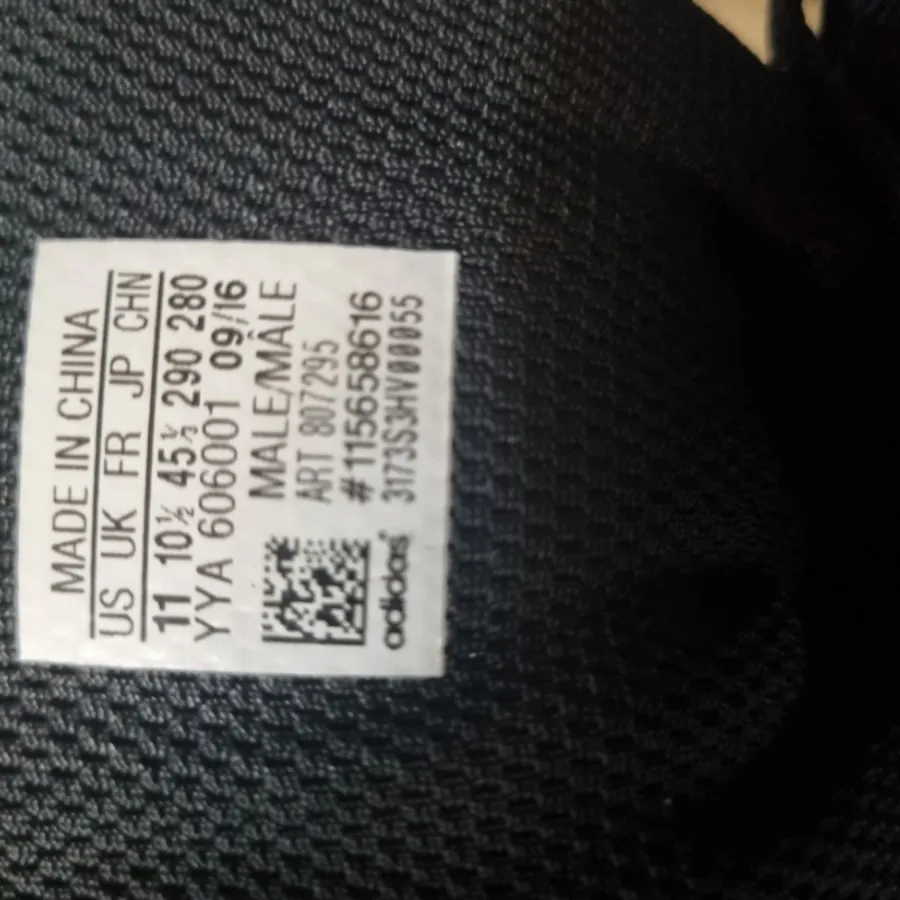 MADE IN CHINA
US UK FR JP CHN
11 10½ 45⅓ 290 280
YYA 606001 09/16
MALE/MÂLE
ART 807295
#115658616
3173S3HV00055
adidas